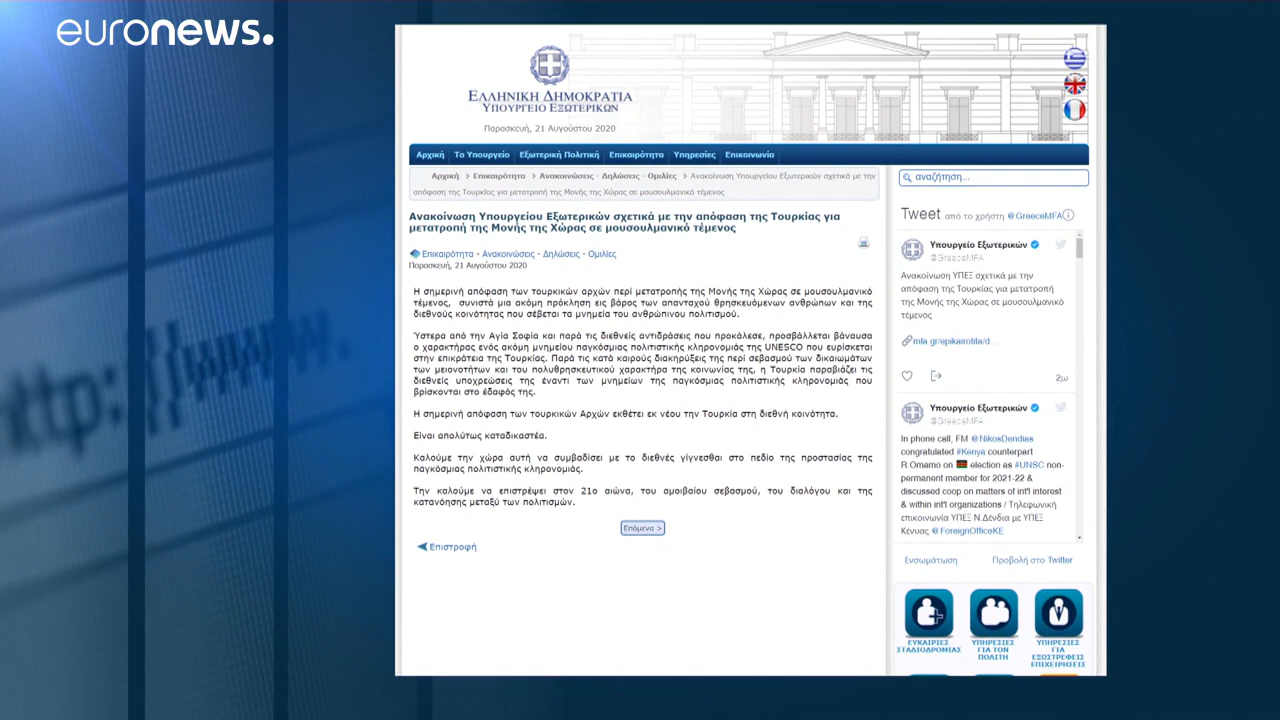 euronews.
ΕΛΛΗΝΙΚΗ ΔΗΜΟΚΡΑΤΙΑ
ΥΠΟΥΡΓΕΙΟ ΕΞΩΤΕΡΙΚΩΝ
Παρασκευή, 21 Αυγούστου 2020
Αρχική Το Υπουργείο Εξωτερική Πολιτική Επικαιρότητα Υπηρεσίες Επικοινωνία
Αρχική > Επικαιρότητα > Ανακοινώσεις - Δηλώσεις - Ομιλίες > Ανακοίνωση Υπουργείου Εξωτερικών σχετικά με την
απόφαση της Τουρκίας για μετατροπή της Μονής της Χώρας σε μουσουλμανικό τέμενος
Ανακοίνωση Υπουργείου Εξωτερικών σχετικά με την απόφαση της Τουρκίας για
μετατροπή της Μονής της Χώρας σε μουσουλμανικό τέμενος
Επικαιρότητα - Ανακοινώσεις - Δηλώσεις - Ομιλίες
Παρασκευή, 21 Αυγούστου 2020
Η σημερινή απόφαση των τουρκικών αρχών περί μετατροπής της Μονής της Χώρας σε μουσουλμανικό
τέμενος, συνιστά μια ακόμη πρόκληση εις βάρος των απανταχού θρησκευόμενων ανθρώπων και της
διεθνούς κοινότητας που σέβεται τα μνημεία του ανθρώπινου πολιτισμού.
Ύστερα από την Αγία Σοφία και παρά τις διεθνείς αντιδράσεις που προκάλεσε, προσβάλλεται βάναυσα
ο χαρακτήρας ενός ακόμη μνημείου παγκόσμιας πολιτιστικής κληρονομιάς της UNESCO που ευρίσκεται
στην επικράτεια της Τουρκίας. Παρά τις κατά καιρούς διακηρύξεις της περί σεβασμού των δικαιωμάτων
των μειονοτήτων και του πολυθρησκευτικού χαρακτήρα της κοινωνίας της, η Τουρκία παραβιάζει τις
διεθνείς υποχρεώσεις της έναντι των μνημείων της παγκόσμιας πολιτιστικής κληρονομιάς που
βρίσκονται στο έδαφός της.
Η σημερινή απόφαση των τουρκικών Αρχών εκθέτει εκ νέου την Τουρκία στη διεθνή κοινότητα.
Είναι απολύτως καταδικαστέα.
Καλούμε την χώρα αυτή να συμβαδίσει με το διεθνές γίγνεσθαι στο πεδίο της προστασίας της
παγκόσμιας πολιτιστικής κληρονομιάς.
Την καλούμε να επιστρέψει στον 21ο αιώνα, του αμοιβαίου σεβασμού, του διαλόγου και της
κατανόησης μεταξύ των πολιτισμών.
Επόμενα >
Επιστροφή
αναζήτηση...
Tweet από το χρήστη @GreeceMFA
Υπουργείο Εξωτερικών
@GreeceMFA
Ανακοίνωση ΥΠΕΞ σχετικά με την
απόφαση της Τουρκίας για μετατροπή
της Μονής της Χώρας σε μουσουλμανικό
τέμενος
mfa.gr/epikairotita/d…
2ω
Υπουργείο Εξωτερικών
@GreeceMFA
In phone call, FM @NikosDendias
congratulated #Kenya counterpart
R.Omamo on election as #UNSC non-
permanent member for 2021-22 &
discussed coop on matters of int'l interest
& within int'l organizations / Τηλεφωνική
επικοινωνία ΥΠΕΞ Ν.Δένδια με ΥΠΕΞ
Κένυας @ForeignOfficeKE
Ενσωμάτωση Προβολή στο Twitter
ΕΥΚΑΙΡΙΕΣ
ΣΤΑΔΙΟΔΡΟΜΙΑΣ
ΥΠΗΡΕΣΙΕΣ
ΓΙΑ ΤΟΝ
ΠΟΛΙΤΗ
ΥΠΗΡΕΣΙΕΣ
ΓΙΑ
ΕΞΩΣΤΡΕΦΕΙΣ
ΕΠΙΧΕΙΡΗΣΕΙΣ
http://www.